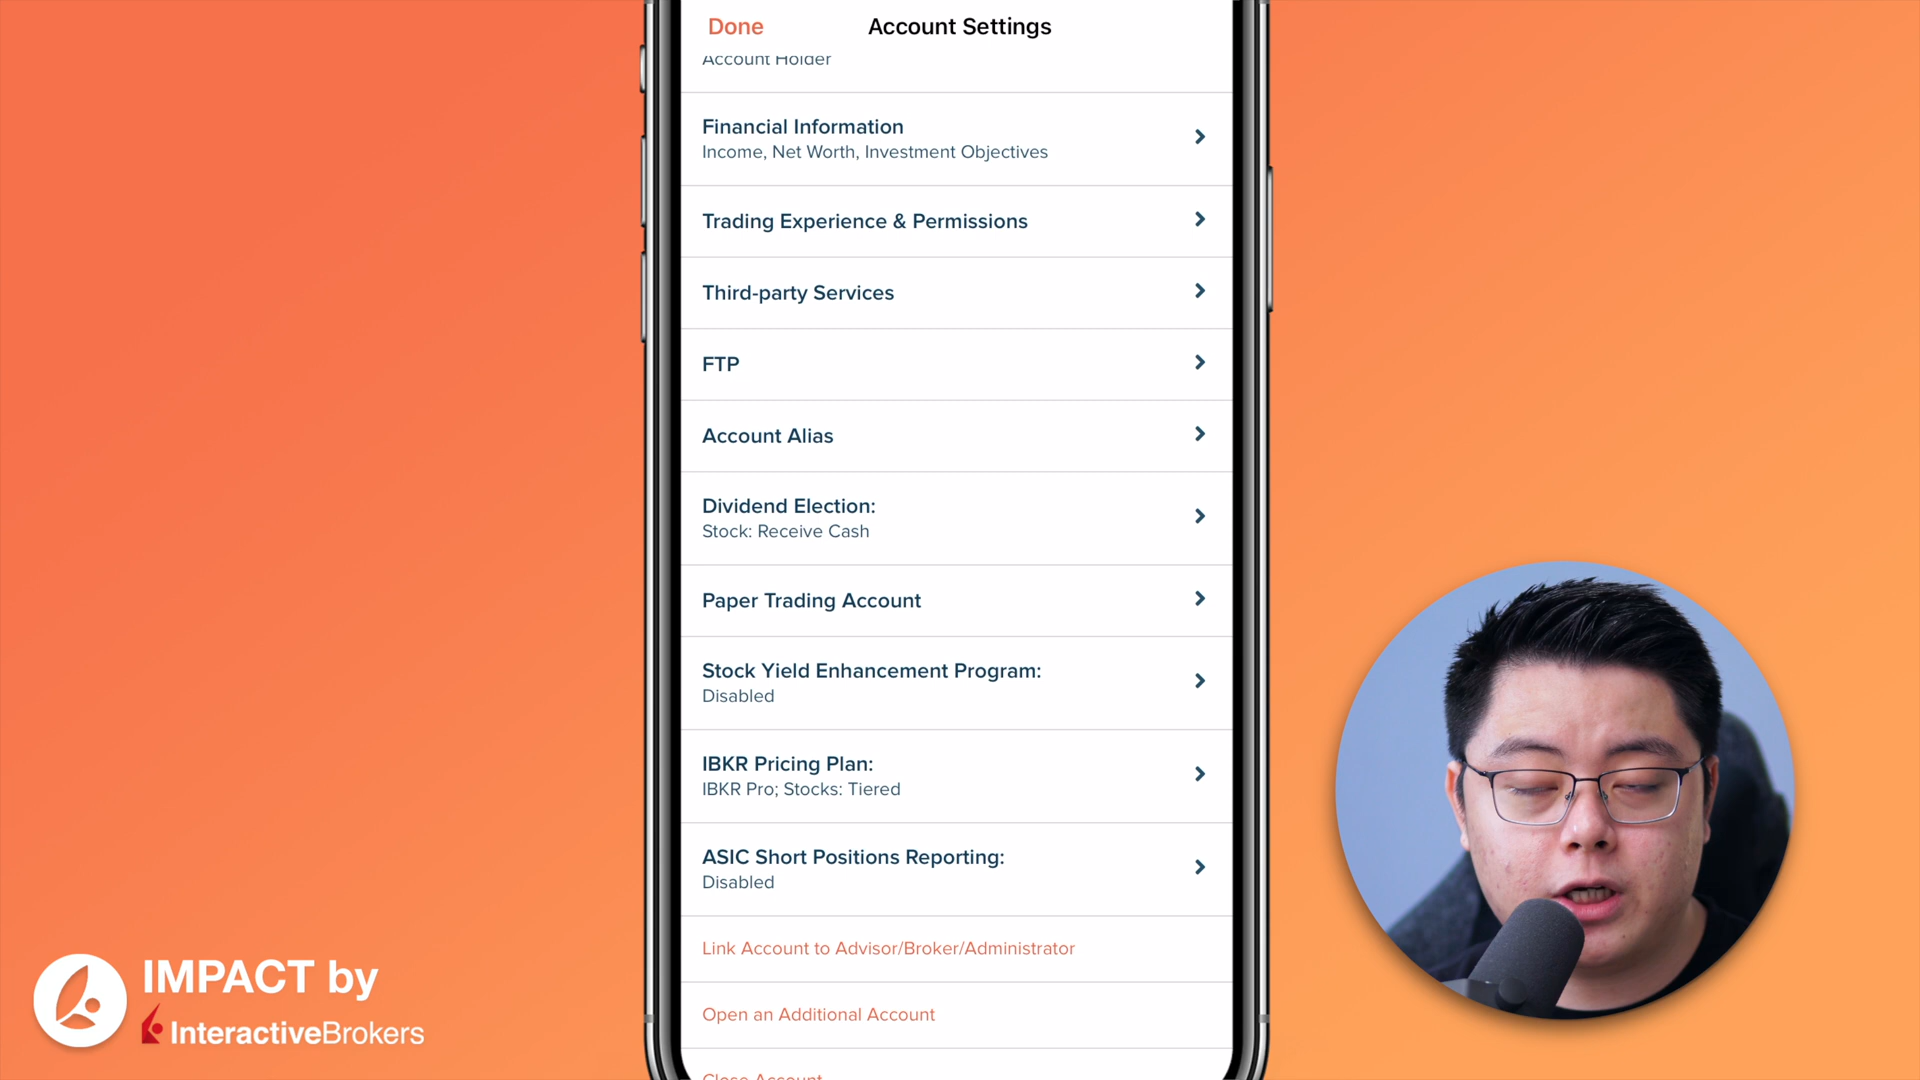 Done
Account Settings
Account Holder
Financial Information
Income, Net Worth, Investment Objectives
Trading Experience & Permissions
Third-party Services
FTP
Account Alias
Dividend Election:
Stock: Receive Cash
Paper Trading Account
Stock Yield Enhancement Program:
Disabled
IBKR Pricing Plan:
IBKR Pro; Stocks: Tiered
ASIC Short Positions Reporting:
Disabled
Link Account to Advisor/Broker/Administrator
Open an Additional Account
Close Account
IMPACT by
InteractiveBrokers